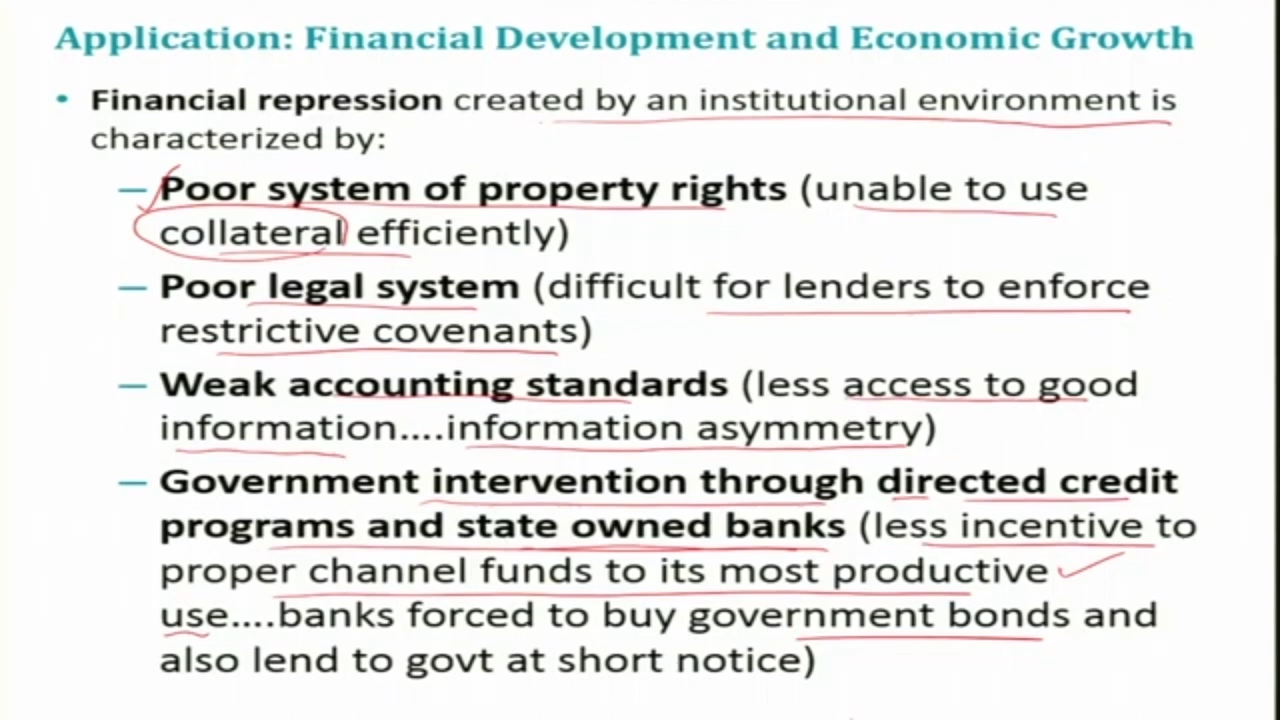 Application: Financial Development and Economic Growth
• Financial repression created by an institutional environment is
characterized by:
– Poor system of property rights (unable to use
collateral efficiently)
– Poor legal system (difficult for lenders to enforce
restrictive covenants)
– Weak accounting standards (less access to good
information....information asymmetry)
– Government intervention through directed credit
programs and state owned banks (less incentive to
proper channel funds to its most productive
use....banks forced to buy government bonds and
also lend to govt at short notice)